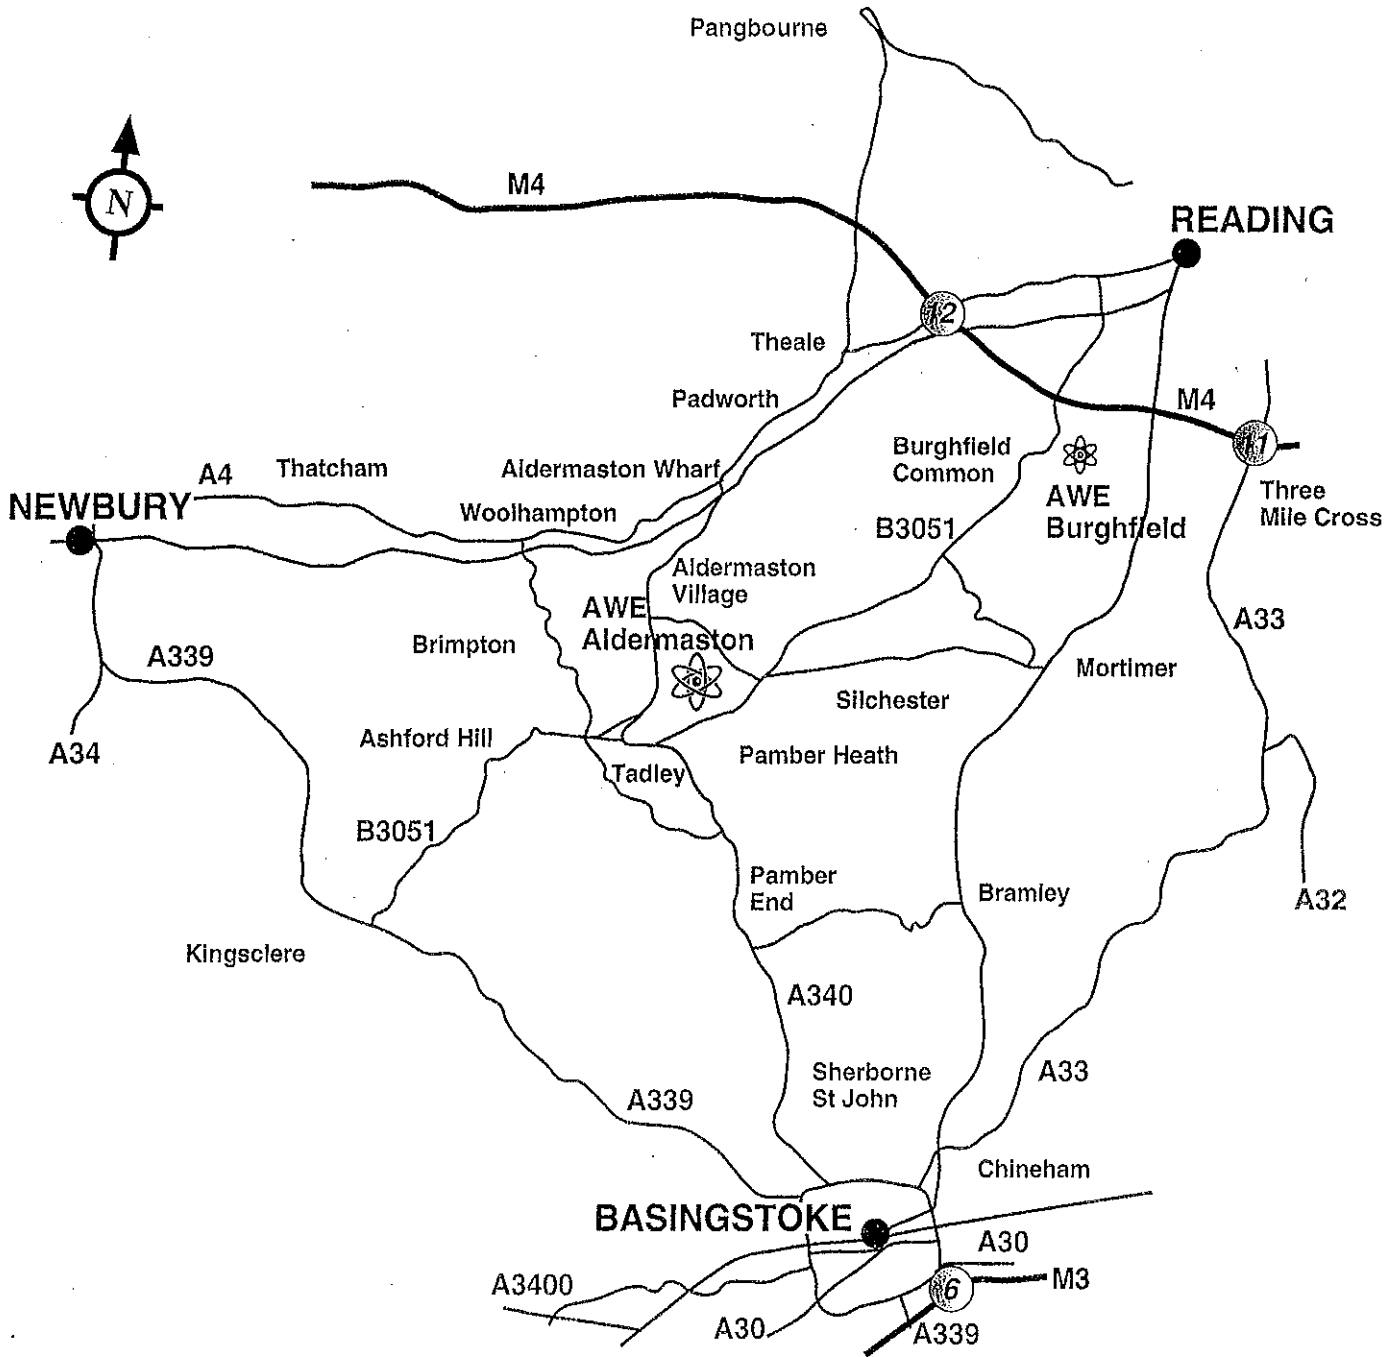 Pangbourne
N
M4
READING
12
Theale
Padworth
M4
11
Burghfield
Common
A4
Thatcham
Aldermaston Wharf
NEWBURY
Woolhampton
AWE
Burghfield
Three
Mile Cross
B3051
Aldermaston
Village
AWE
Aldermaston
A33
Brimpton
A339
Mortimer
Silchester
A34
Ashford Hill
Pamber Heath
Tadley
B3051
Pamber
End
Bramley
A32
Kingsclere
A340
Sherborne
St John
A33
A339
Chineham
BASINGSTOKE
A30
A3400
6
M3
A30
A339